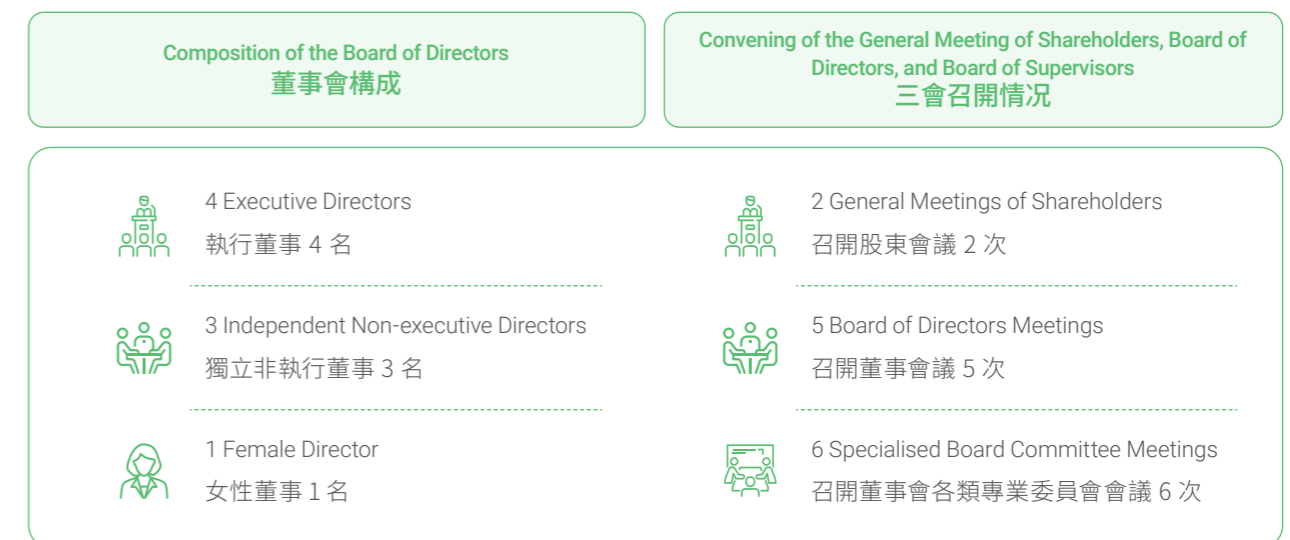 Composition of the Board of Directors
董事會構成
Convening of the General Meeting of Shareholders, Board of
Directors, and Board of Supervisors
三會召開情況
4 Executive Directors
執行董事 4 名
3 Independent Non-executive Directors
獨立非執行董事 3 名
1 Female Director
女性董事 1 名
2 General Meetings of Shareholders
召開股東會議 2 次
5 Board of Directors Meetings
召開董事會議 5 次
6 Specialised Board Committee Meetings
召開董事會各類專業委員會會議 6 次